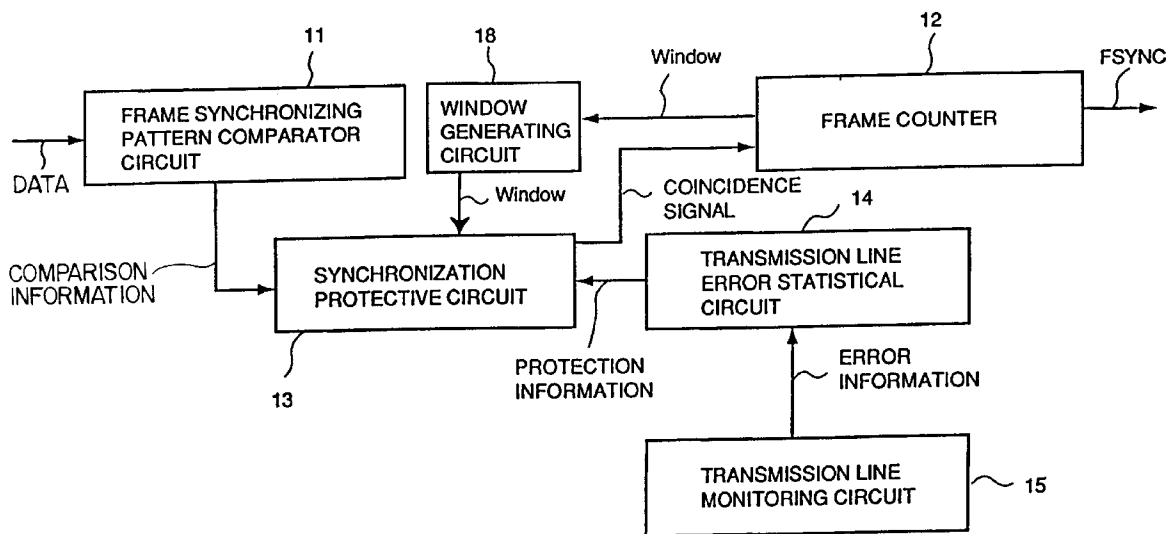 11
18
12
Window
FSYNC
FRAME SYNCHRONIZING
PATTERN COMPARATOR
CIRCUIT
WINDOW
GENERATING
CIRCUIT
FRAME COUNTER
DATA
Window
COINCIDENCE
SIGNAL
14
COMPARISON
INFORMATION
SYNCHRONIZATION
PROTECTIVE CIRCUIT
TRANSMISSION LINE
ERROR STATISTICAL
CIRCUIT
13
PROTECTION
INFORMATION
ERROR
INFORMATION
TRANSMISSION LINE
MONITORING CIRCUIT
15